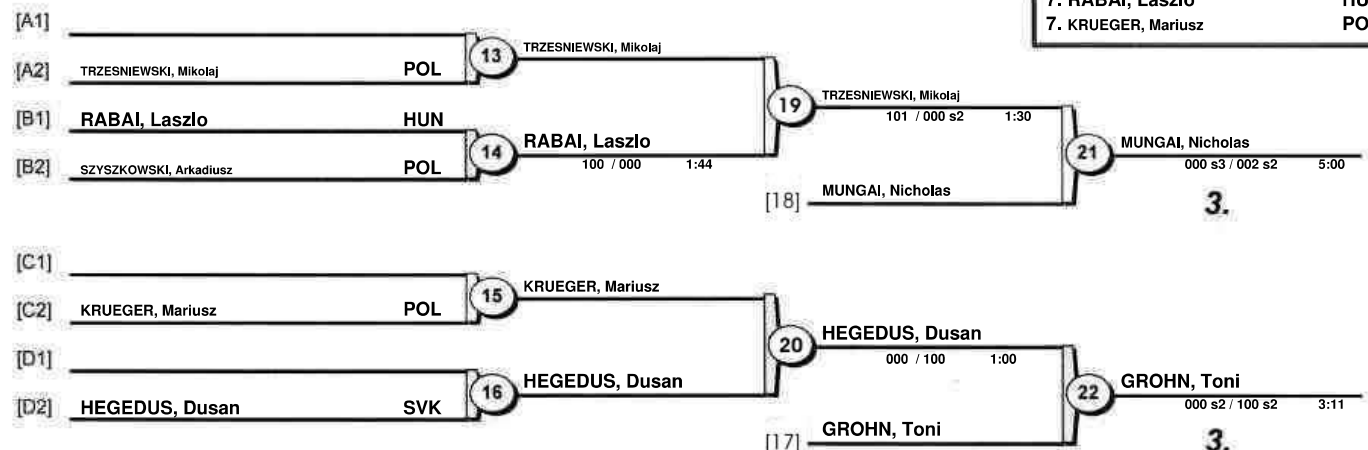 7. RABAI, Laszlo HU
7. KRUEGER, Mariusz PO
[A1]
[A2] TRZESNIEWSKI, Mikolaj POL
13 TRZESNIEWSKI, Mikolaj
[B1] RABAI, Laszlo HUN
[B2] SZYSZKOWSKI, Arkadiusz POL
14 RABAI, Laszlo
100 / 000 1:44
19 TRZESNIEWSKI, Mikolaj
101 / 000 s2 1:30
[18] MUNGAI, Nicholas
21 MUNGAI, Nicholas
000 s3 / 002 s2 5:00
3.
[C1]
[C2] KRUEGER, Mariusz POL
15 KRUEGER, Mariusz
[D1]
[D2] HEGEDUS, Dusan SVK
16 HEGEDUS, Dusan
20 HEGEDUS, Dusan
000 / 100 1:00
[17] GROHN, Toni
22 GROHN, Toni
000 s2 / 100 s2 3:11
3.